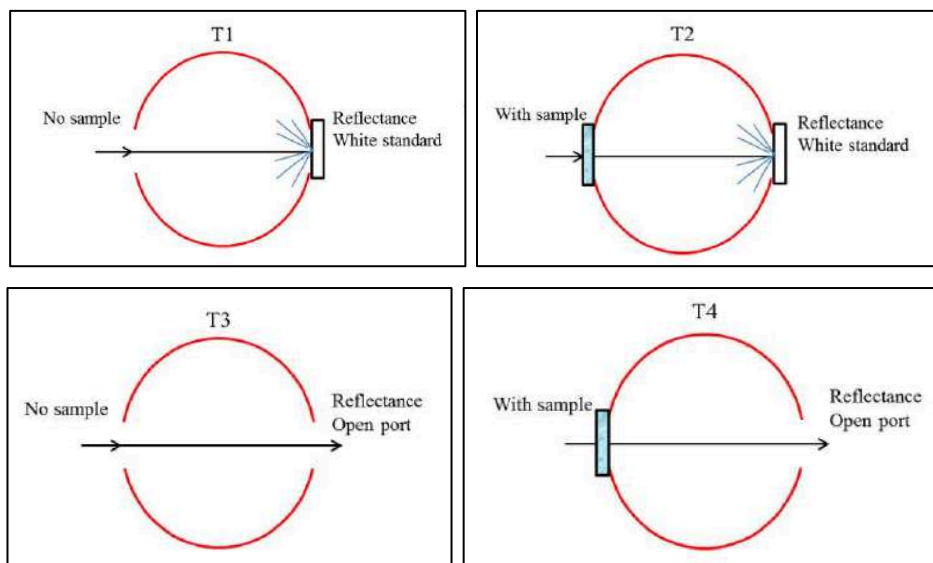 T1
No sample
Reflectance
White standard
T2
With sample
Reflectance
White standard
T3
No sample
Reflectance
Open port
T4
With sample
Reflectance
Open port